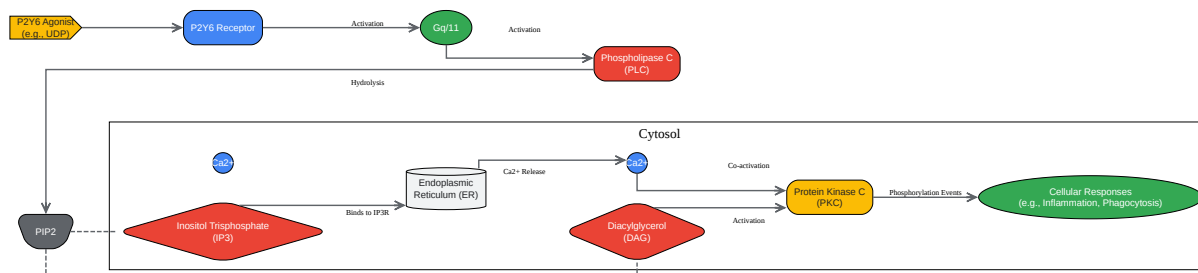 P2Y6 Agonist
(e.g., UDP)
P2Y6 Receptor
Activation
Gq/11
Activation
Phospholipase C
(PLC)
Hydrolysis
Cytosol
Ca2+
Endoplasmic
Reticulum (ER)
Ca2+ Release
Ca2+
Co-activation
Protein Kinase C
(PKC)
Phosphorylation Events
Cellular Responses
(e.g., Inflammation, Phagocytosis)
PIP2
Inositol Trisphosphate
(IP3)
Binds to IP3R
Diacylglycerol
(DAG)
Activation